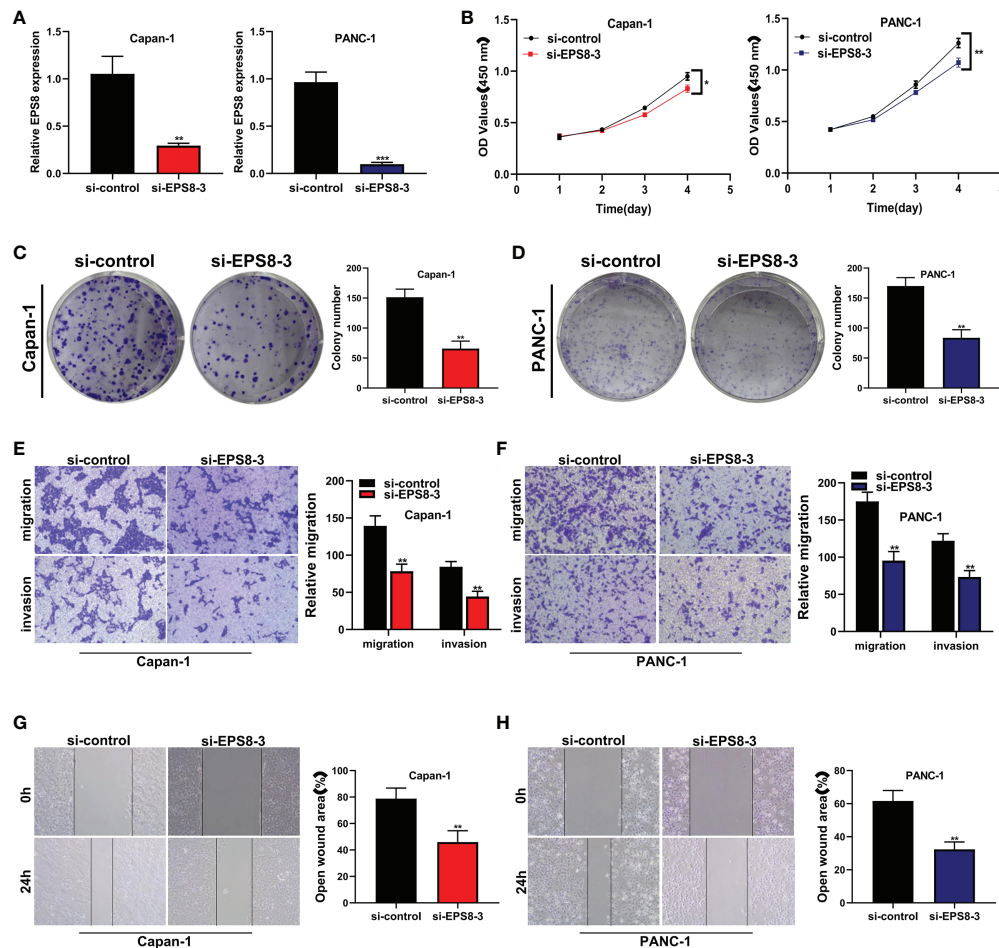 A
Capan-1
Relative EPS8 expression
1.5
1.0
0.5
0.0
**
si-control
si-EPS8-3
PANC-1
Relative EPS8 expression
1.5
1.0
0.5
0.0
***
si-control
si-EPS8-3
B
Capan-1
si-control
si-EPS8-3
OD Values(450 nm)
1.5
1.0
0.5
0.0
*
0 1 2 3 4 5
Time(day)
PANC-1
si-control
si-EPS8-3
OD Values(450 nm)
1.5
1.0
0.5
0.0
**
0 1 2 3 4
Time(day)
C
si-control
si-EPS8-3
Capan-1
Capan-1
Colony number
200
150
100
50
0
**
si-control
si-EPS8-3
D
si-control
si-EPS8-3
PANC-1
PANC-1
Colony number
200
150
100
50
0
**
si-control
si-EPS8-3
E
si-control
si-EPS8-3
migration
invasion
Capan-1
si-control
si-EPS8-3
Capan-1
Relative migration
200
150
100
50
0
**
**
migration
invasion
F
si-control
si-EPS8-3
migration
invasion
PANC-1
si-control
si-EPS8-3
PANC-1
Relative migration
200
150
100
50
0
**
**
migration
invasion
G
si-control
si-EPS8-3
0h
24h
Capan-1
Capan-1
Open wound area(%)
100
80
60
40
20
0
**
si-control
si-EPS8-3
H
si-control
si-EPS8-3
0h
24h
PANC-1
PANC-1
Open wound area(%)
80
60
40
20
0
**
si-control
si-EPS8-3